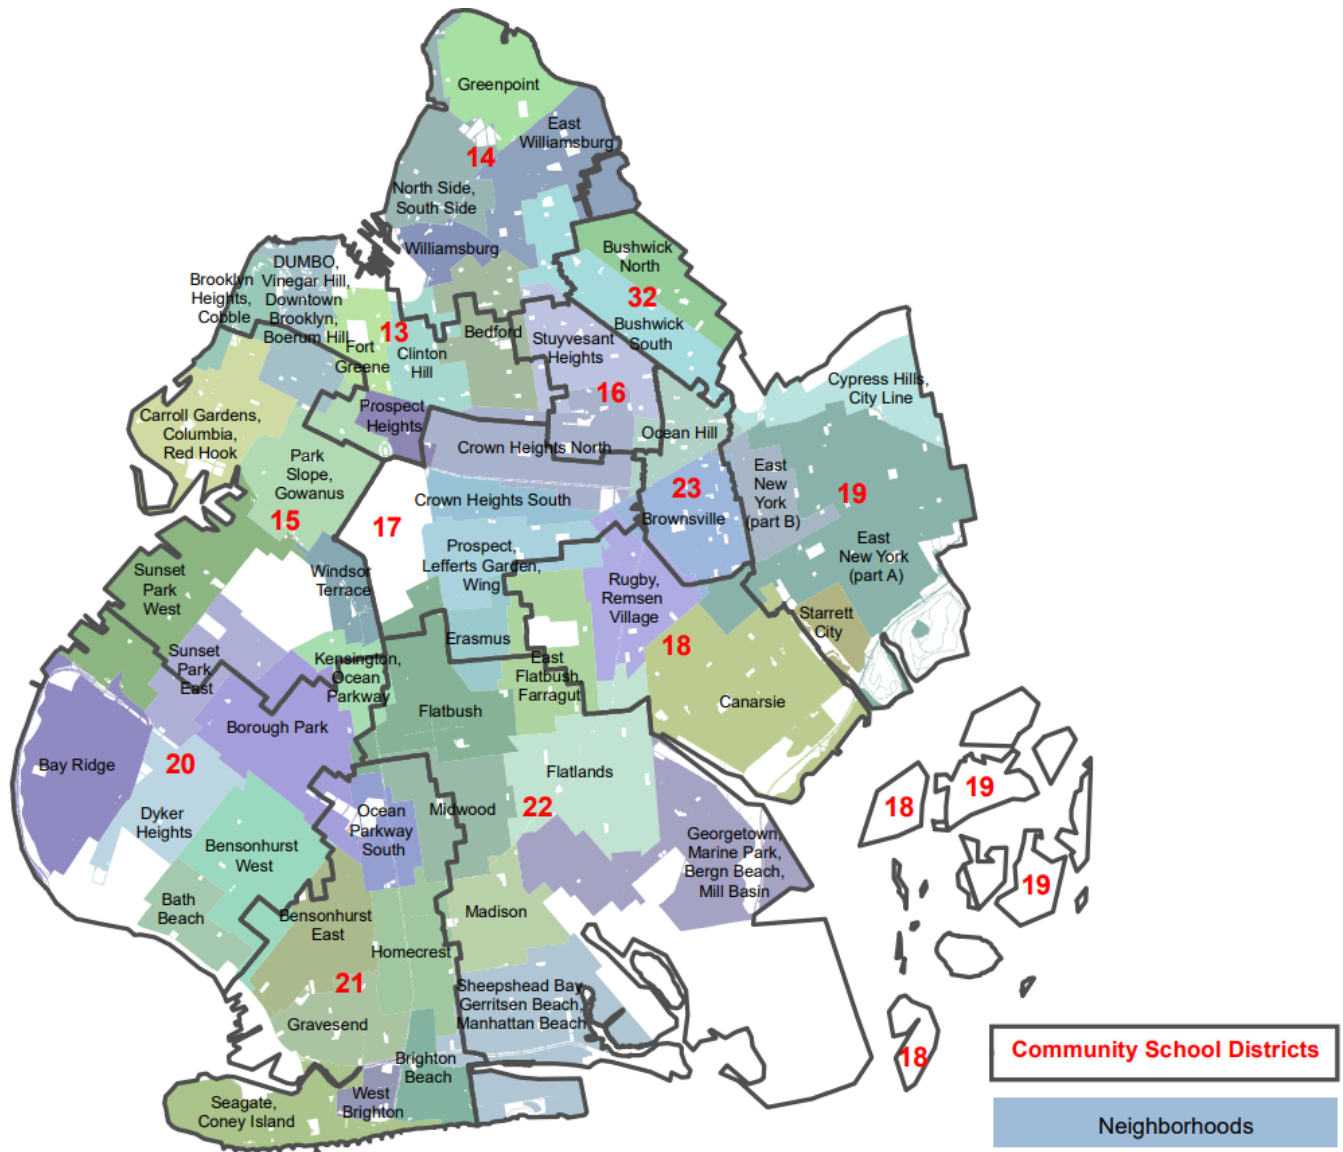 Greenpoint
East
Williamsburg
14
North Side,
South Side
Williamsburg
Bushwick
North
32
Bushwick
South
DUMBO,
Vinegar Hill,
Downtown
Brooklyn,
Boerum Hill
Brooklyn
Heights,
Cobble
13
Fort
Greene
Clinton
Hill
Bedford
Stuyvesant
Heights
16
Cypress Hills,
City Line
Carroll Gardens,
Columbia,
Red Hook
Prospect
Heights
Crown Heights North
Ocean Hill
Park
Slope,
Gowanus
15
Crown Heights South
17
23
Brownsville
East
New
York
(part B)
19
East
New York
(part A)
Prospect,
Lefferts Garden,
Wing
Sunset
Park
West
Windsor
Terrace
Rugby,
Remsen
Village
Starrett
City
Erasmus
18
Sunset
Park
East
Kensington,
Ocean
Parkway
East
Flatbush,
Farragut
Canarsie
Borough Park
Flatbush
Bay Ridge
20
Flatlands
Dyker
Heights
Ocean
Parkway
South
Midwood
22
18
19
Bensonhurst
West
Georgetown,
Marine Park,
Bergn Beach,
Mill Basin
19
Bath
Beach
Bensonhurst
East
Madison
Homecrest
21
Sheepshead Bay,
Gerritsen Beach,
Manhattan Beach
Gravesend
Brighton
Beach
18
Seagate,
Coney Island
West
Brighton
Community School Districts
Neighborhoods